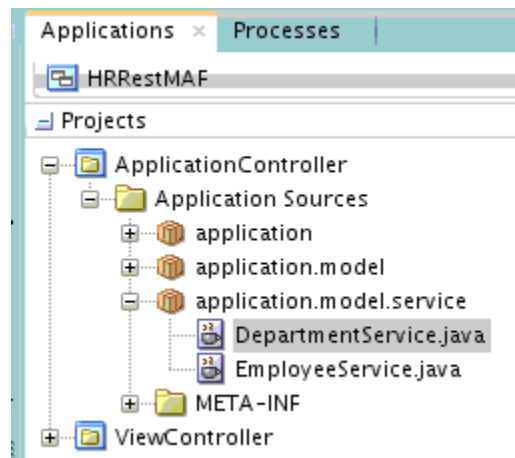 Applications Processes
HRRestMAF
Projects
ApplicationController
Application Sources
application
application.model
application.model.service
DepartmentService.java
EmployeeService.java
META-INF
ViewController